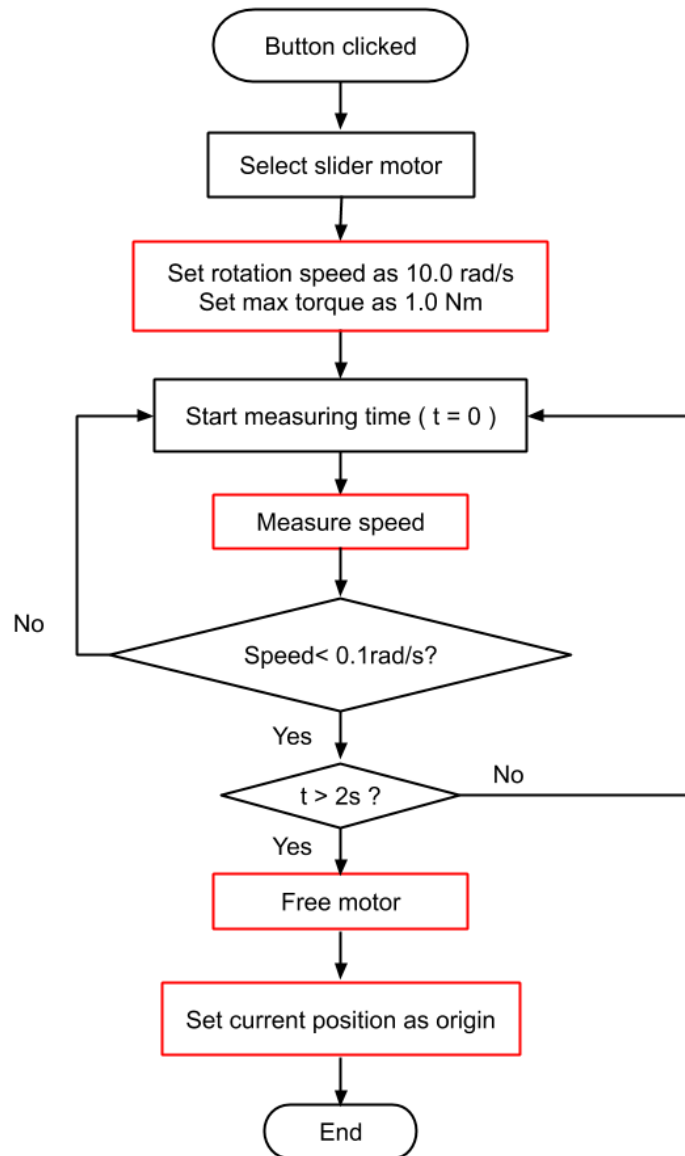 Button clicked
Select slider motor
Set rotation speed as 10.0 rad/s
Set max torque as 1.0 Nm
Start measuring time ( t = 0 )
Measure speed
No
Speed< 0.1rad/s?
Yes
No
t > 2s ?
Yes
Free motor
Set current position as origin
End